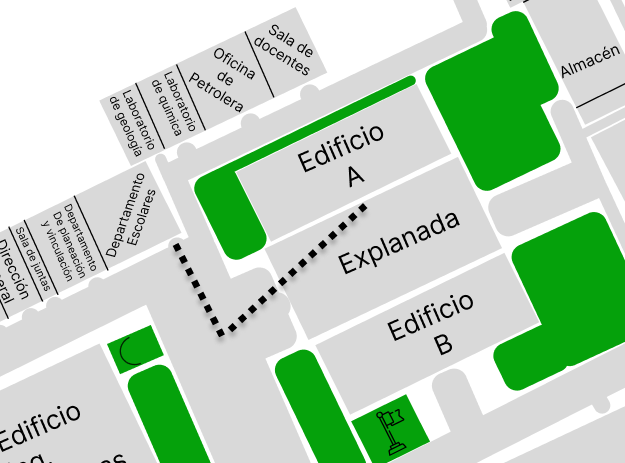 Sala de
docentes
Oficina
de
Petrolera
Laboratorio
de química
Laboratorio
de geología
Almacén
Edificio
A
Departamento
Escolares
Departamento
De planeación
y vinculación
Sala de juntas
Dirección
Explanada
Edificio
B
Edificio